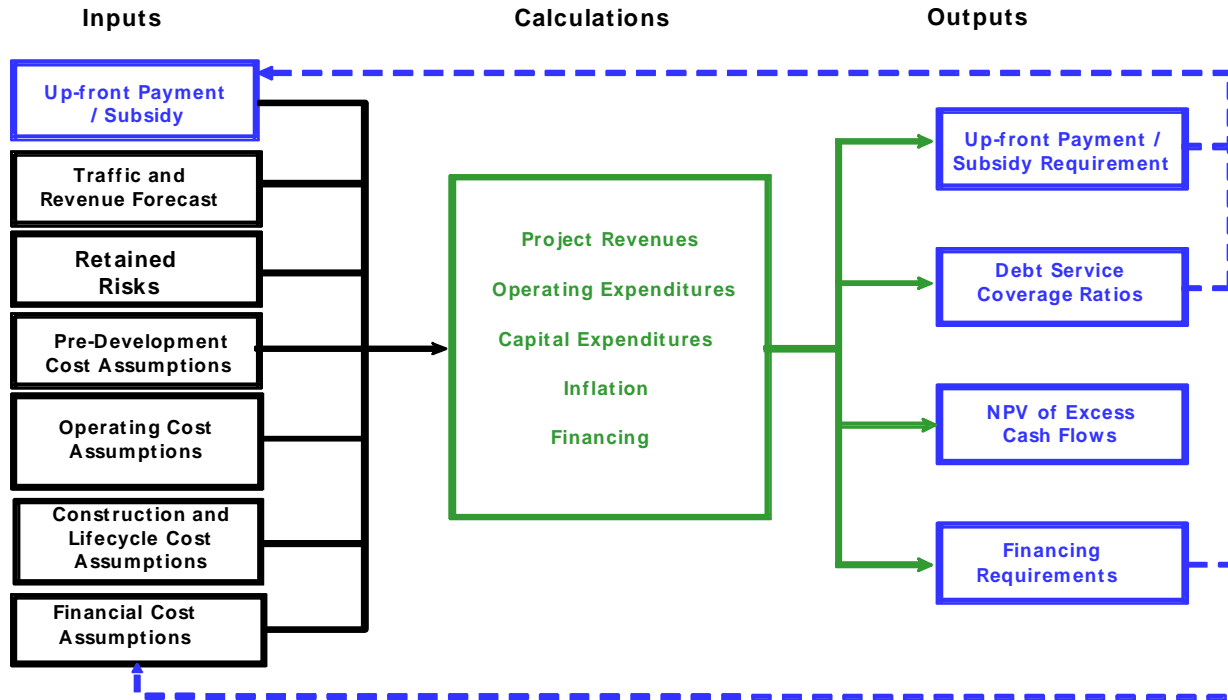 Inputs
Calculations
Outputs
Up-front Payment
/ Subsidy
Traffic and
Revenue Forecast
Retained
Risks
Pre-Development
Cost Assumptions
Operating Cost
Assumptions
Construction and
Lifecycle Cost
Assumptions
Financial Cost
Assumptions
Project Revenues
Operating Expenditures
Capital Expenditures
Inflation
Financing
Up-front Payment /
Subsidy Requirement
Debt Service
Coverage Ratios
NPV of Excess
Cash Flows
Financing
Requirements